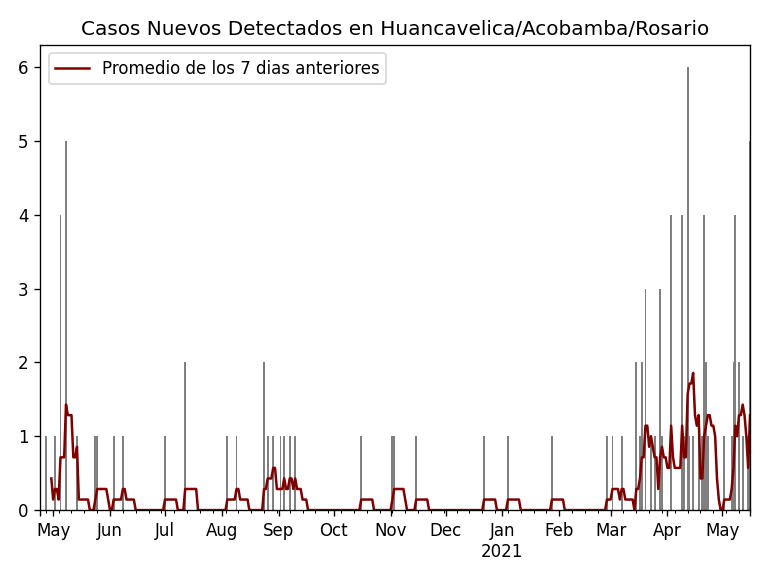 Casos Nuevos Detectados en Huancavelica/Acobamba/Rosario
Promedio de los 7 dias anteriores
6
5
4
3
2
1
0
May Jun Jul Aug Sep Oct Nov Dec Jan Feb Mar Apr May
2021